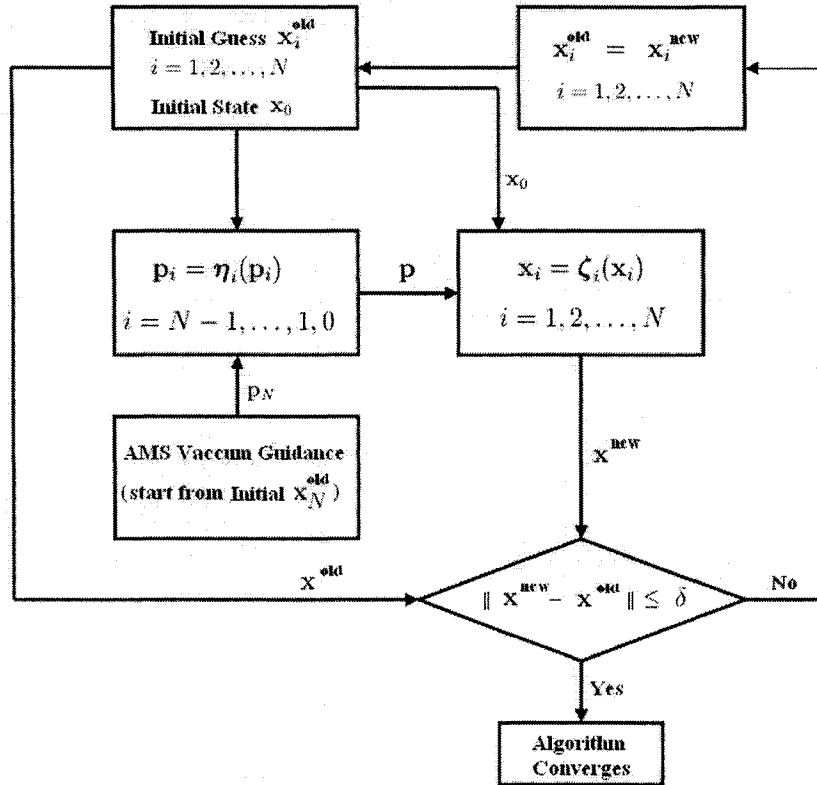 Initial Guess x_i^old
i = 1, 2, . . . , N
Initial State x_0
x_i^old = x_i^new
i = 1, 2, . . . , N
x_0
p_i = η_i(p_i)
i = N − 1, . . . , 1, 0
p
x_i = ζ_i(x_i)
i = 1, 2, . . . , N
p_N
AMS Vaccum Guidance
(start from Initial x_N^old)
x^new
x^old
‖ x^new − x^old ‖ ≤ δ
No
Yes
Algorithm
Converges